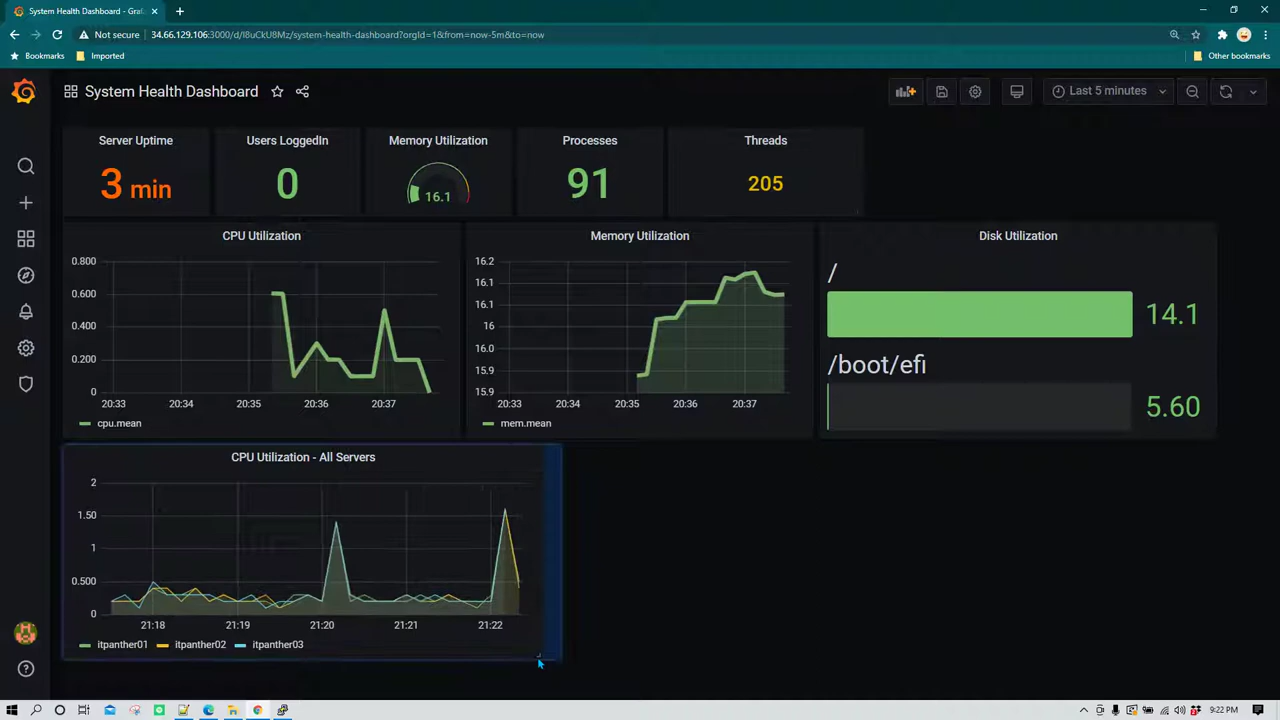 System Health Dashboard - Gra
Not secure
34.66.129.106:3000/d/I8uCkU8Mz/system-health-dashboard?orgId=1&from=now-5m&to=now
Bookmarks
Imported
Other bookmarks
System Health Dashboard
Last 5 minutes
Server Uptime
Users LoggedIn
Memory Utilization
Processes
Threads
3 min
0
16.1
91
205
CPU Utilization
0.800
0.600
0.400
0.200
0
20:33 20:34 20:35 20:36 20:37
cpu.mean
Memory Utilization
16.2
16.1
16.1
16
16.0
15.9
15.9
20:33 20:34 20:35 20:36 20:37
mem.mean
Disk Utilization
/
14.1
/boot/efi
5.60
CPU Utilization - All Servers
2
1.50
1
0.500
0
21:18 21:19 21:20 21:21 21:22
itpanther01 itpanther02 itpanther03
9:22 PM